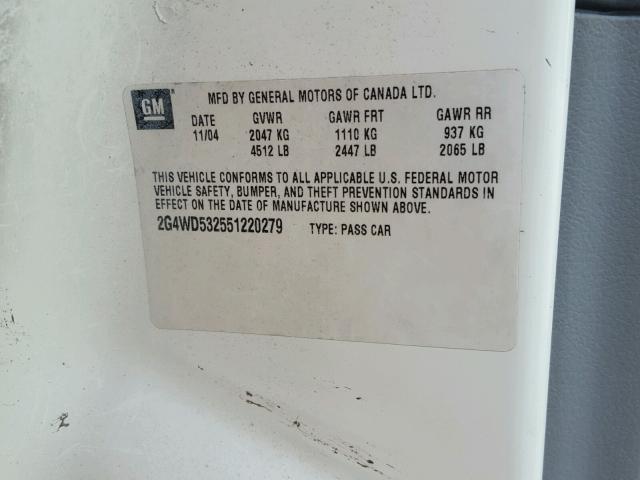 GM MFD BY GENERAL MOTORS OF CANADA LTD.
DATE GVWR GAWR FRT GAWR RR
11/04 2047 KG 1110 KG 937 KG
4512 LB 2447 LB 2065 LB
THIS VEHICLE CONFORMS TO ALL APPLICABLE U.S. FEDERAL MOTOR
VEHICLE SAFETY, BUMPER, AND THEFT PREVENTION STANDARDS IN
EFFECT ON THE DATE OF MANUFACTURE SHOWN ABOVE.
2G4WD532551220279 TYPE: PASS CAR